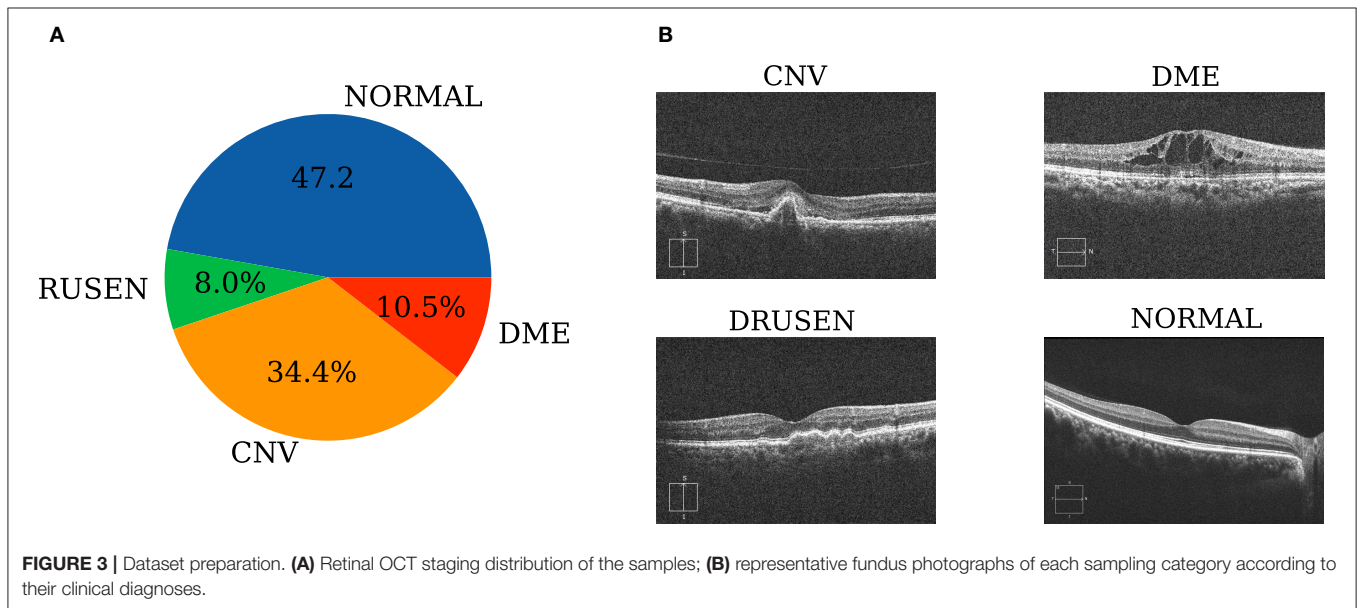 A
B
NORMAL
47.2
RUSEN
8.0%
10.5%
DME
34.4%
CNV
CNV
S
I
DME
T
N
DRUSEN
S
I
NORMAL
FIGURE 3 | Dataset preparation. (A) Retinal OCT staging distribution of the samples; (B) representative fundus photographs of each sampling category according to
their clinical diagnoses.